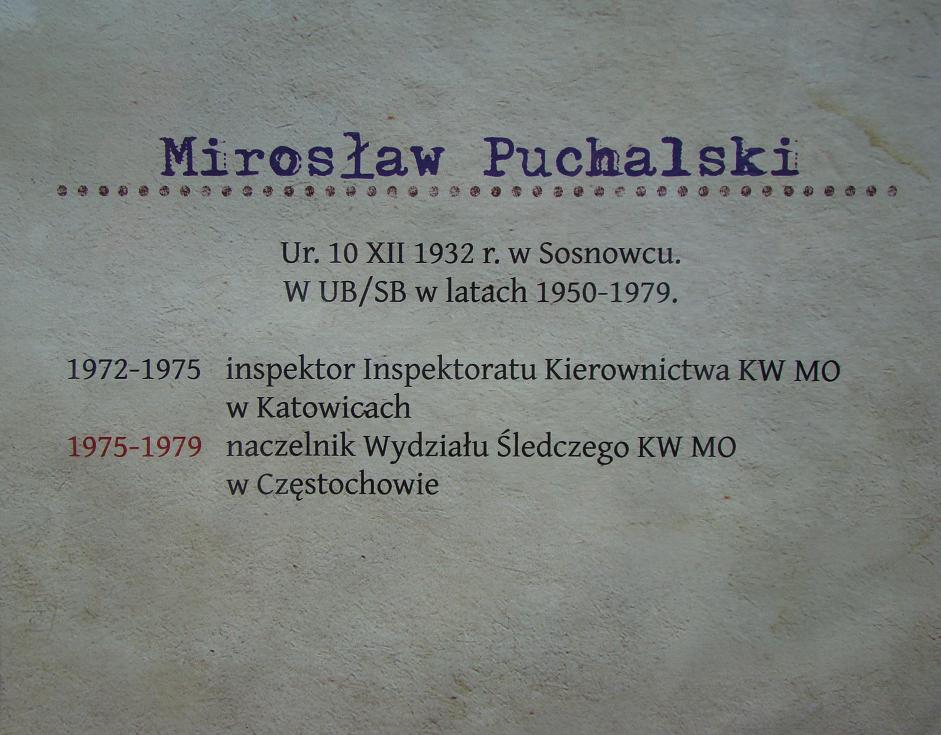 Mirosław Puchalski
Ur. 10 XII 1932 r. w Sosnowcu.
W UB/SB w latach 1950-1979.
1972-1975 inspektor Inspektoratu Kierownictwa KW MO
w Katowicach
1975-1979 naczelnik Wydziału Śledczego KW MO
w Częstochowie